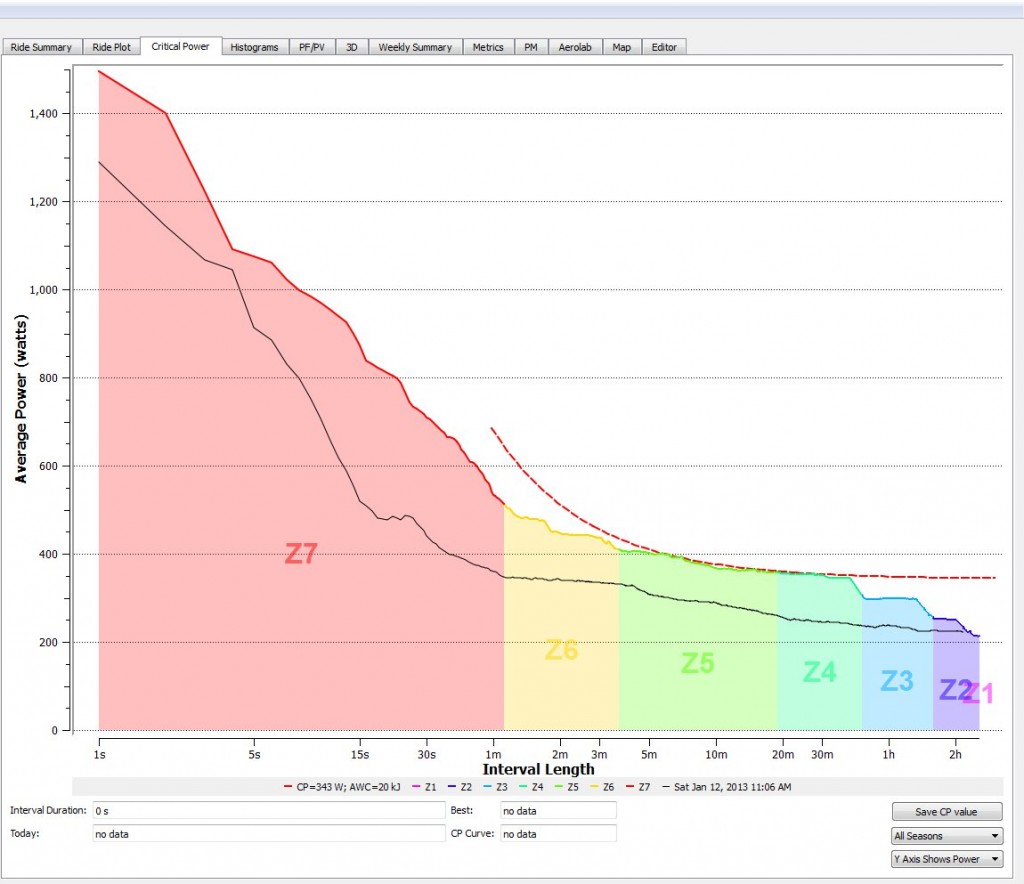 Ride Summary Ride Plot Critical Power Histograms PF/PV 3D Weekly Summary Metrics PM Aerolab Map Editor
1,400
1,200
1,000
800
600
400
200
0
Average Power (watts)
Z7
Z6
Z5
Z4
Z3
Z2
Z1
1s 5s 15s 30s 1m 2m 3m 5m 10m 20m 30m 1h 2h
Interval Length
CP=343 W; AWC=20 kJ Z1 Z2 Z3 Z4 Z5 Z6 Z7 Sat Jan 12, 2013 11:06 AM
Interval Duration: 0 s Best: no data Save CP value
Today: no data CP Curve: no data All Seasons
Y Axis Shows Power